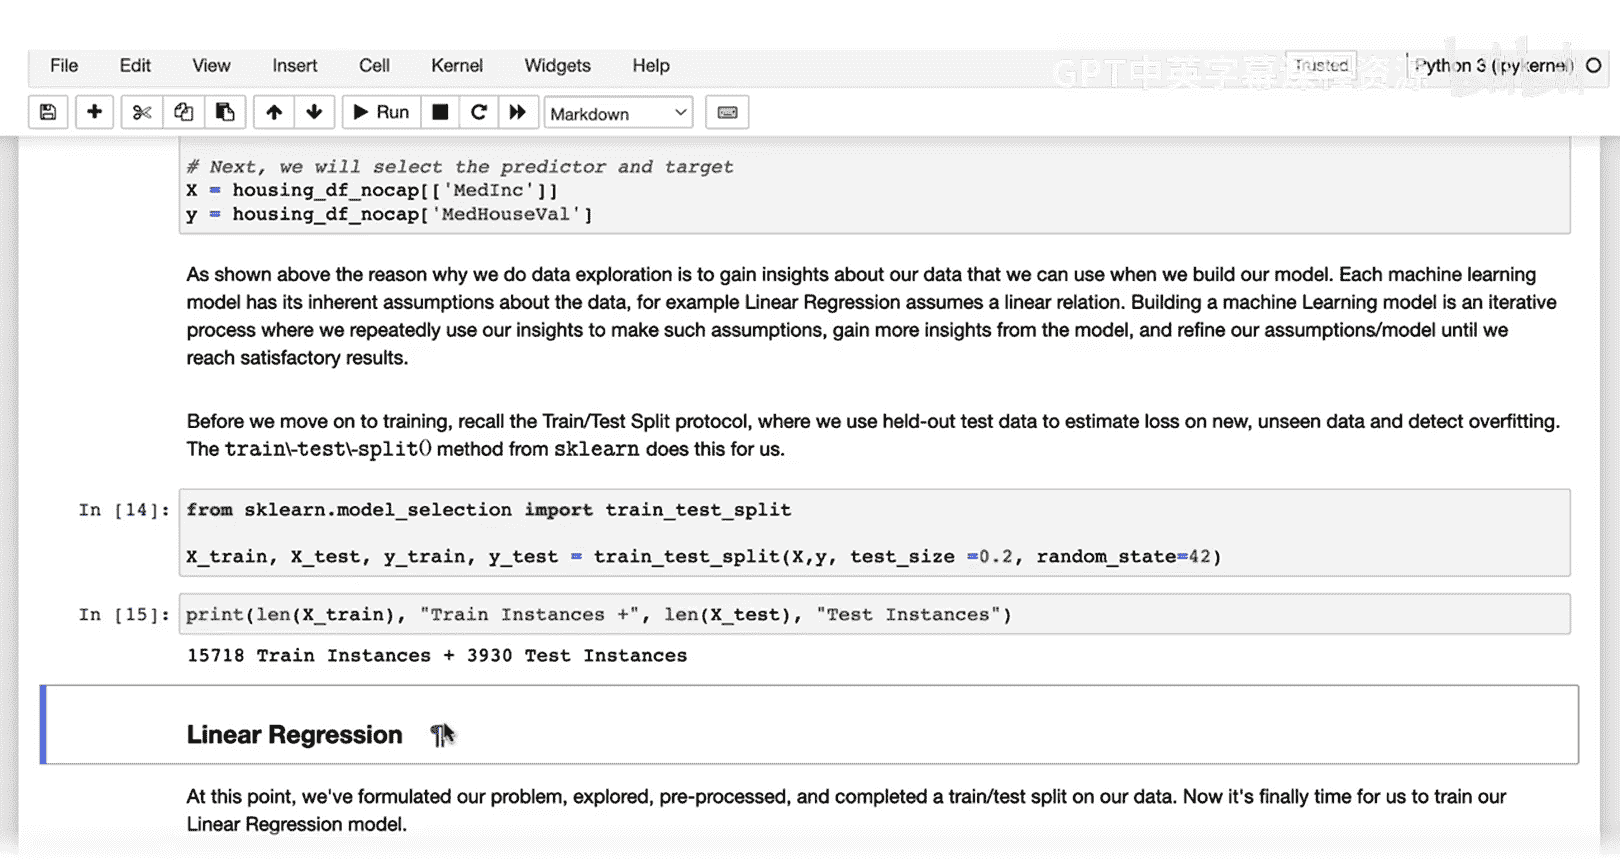 File Edit View Insert Cell Kernel Widgets Help Trusted Python 3 (ipykernel)
GPT中英字幕课程资源
Run Markdown
# Next, we will select the predictor and target
X = housing_df_nocap[['MedInc']]
y = housing_df_nocap['MedHouseVal']
As shown above the reason why we do data exploration is to gain insights about our data that we can use when we build our model. Each machine learning
model has its inherent assumptions about the data, for example Linear Regression assumes a linear relation. Building a machine Learning model is an iterative
process where we repeatedly use our insights to make such assumptions, gain more insights from the model, and refine our assumptions/model until we
reach satisfactory results.
Before we move on to training, recall the Train/Test Split protocol, where we use held-out test data to estimate loss on new, unseen data and detect overfitting.
The train\-test\-split() method from sklearn does this for us.
In [14]: from sklearn.model_selection import train_test_split
X_train, X_test, y_train, y_test = train_test_split(X,y, test_size =0.2, random_state=42)
In [15]: print(len(X_train), "Train Instances +", len(X_test), "Test Instances")
15718 Train Instances + 3930 Test Instances
Linear Regression ¶
At this point, we've formulated our problem, explored, pre-processed, and completed a train/test split on our data. Now it's finally time for us to train our
Linear Regression model.